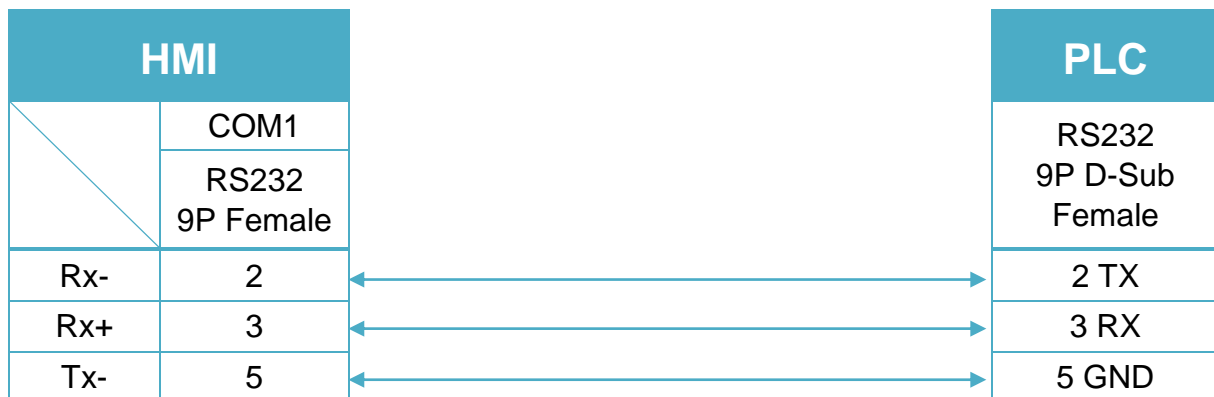 HMI
PLC
COM1
RS232
9P Female
RS232
9P D-Sub
Female
Rx-
2
2 TX
Rx+
3
3 RX
Tx-
5
5 GND